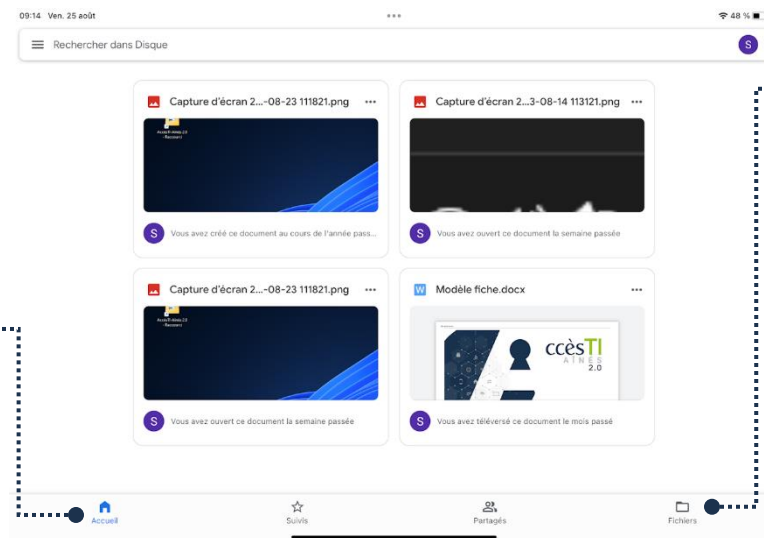 09:14 Ven. 25 août
48 %
Rechercher dans Disque
S
Capture d'écran 2...-08-23 111821.png
Capture d'écran 2...3-08-14 113121.png
S Vous avez créé ce document au cours de l'année pass...
S Vous avez ouvert ce document la semaine passée
Capture d'écran 2...-08-23 111821.png
W Modèle fiche.docx
ccèsTI
AÎNÉS
2.0
S Vous avez ouvert ce document la semaine passée
S Vous avez téléversé ce document le mois passé
Accueil
Suivis
Partagés
Fichiers